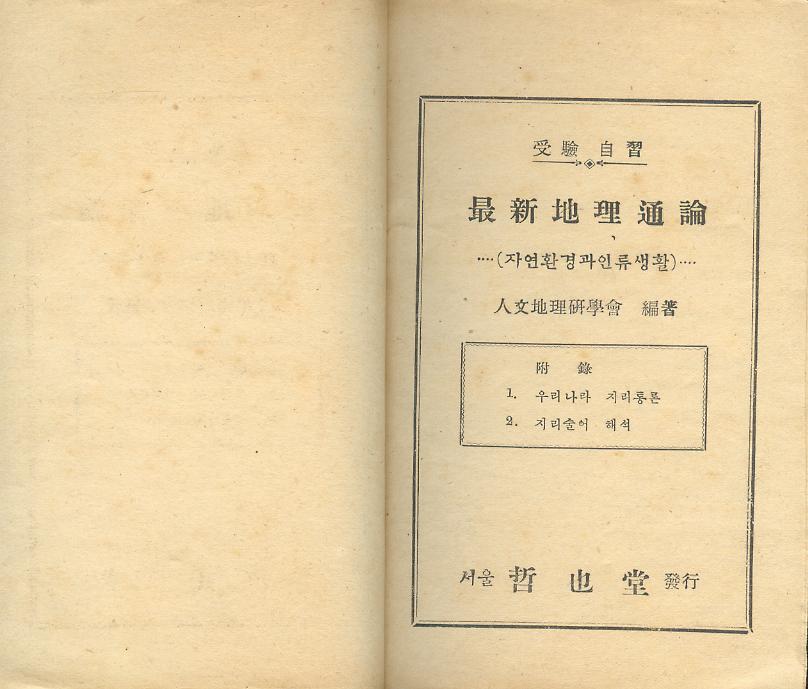 受驗 自習
最新地理通論
····(자연환경과인류생활)····
人文地理硏學會 編著
附錄
1. 우리나라 지리통론
2. 지리술어 해석
서울 哲也堂 發行